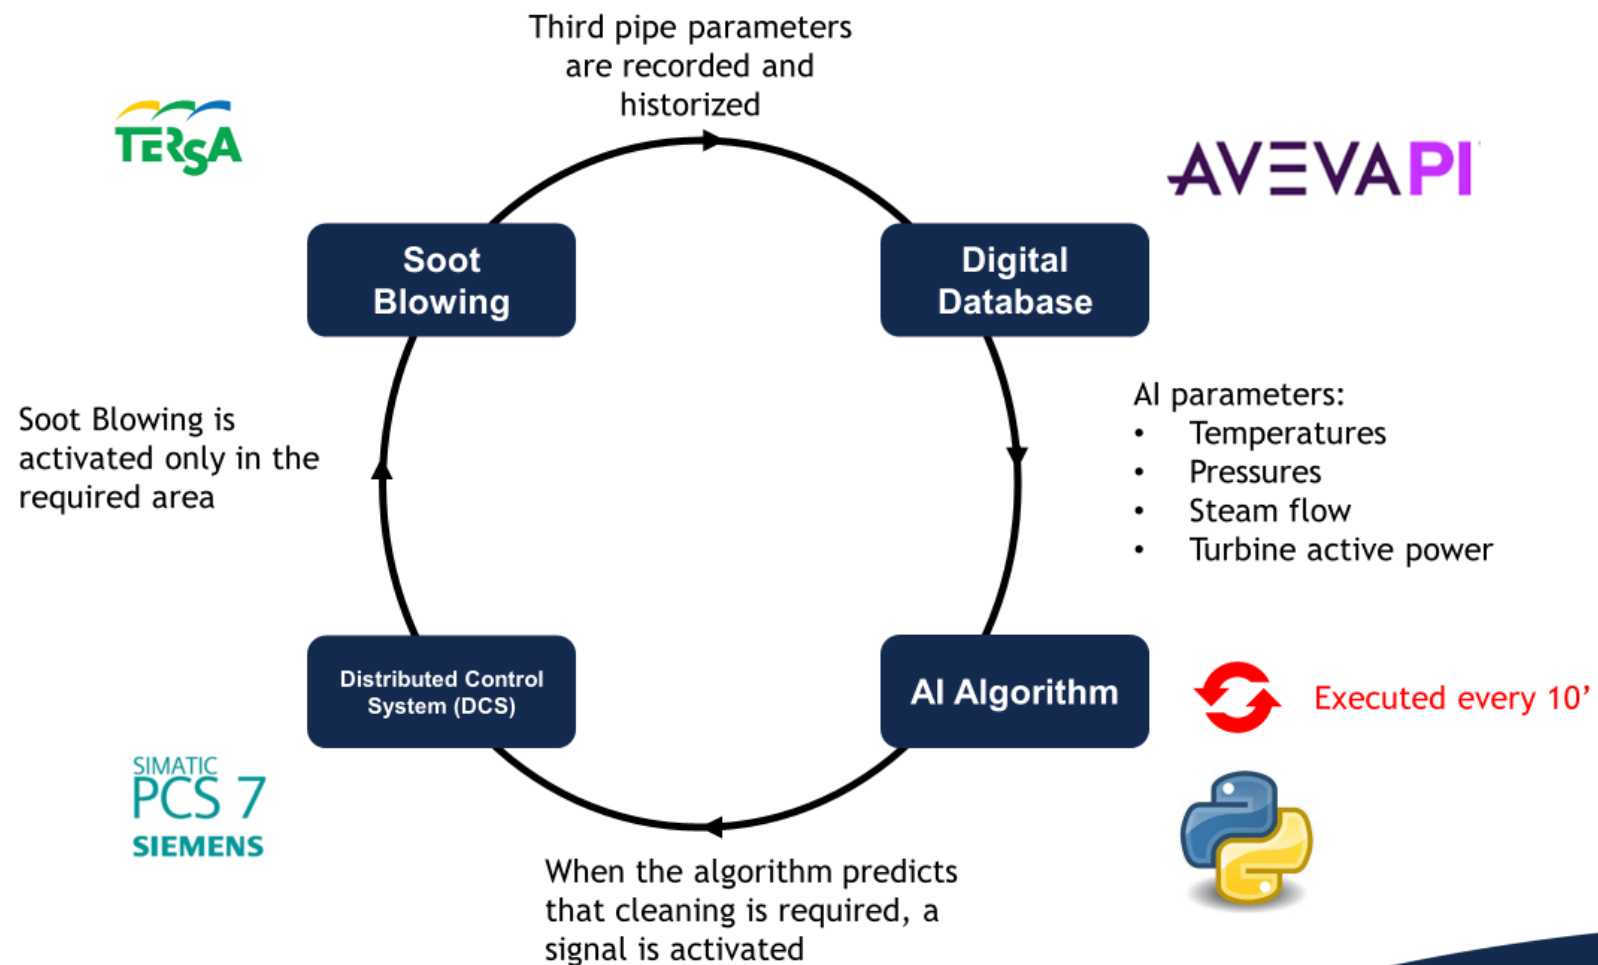 Third pipe parameters
are recorded and
historized
TERSA
AVEVA PI
Soot
Blowing
Digital
Database
AI parameters:
• Temperatures
• Pressures
• Steam flow
• Turbine active power
Soot Blowing is
activated only in the
required area
Distributed Control
System (DCS)
AI Algorithm
Executed every 10’
SIMATIC
PCS 7
SIEMENS
When the algorithm predicts
that cleaning is required, a
signal is activated